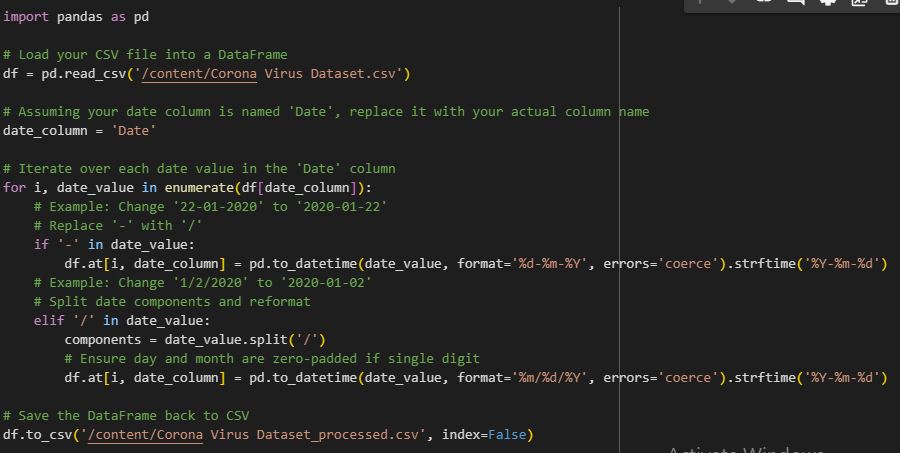 import pandas as pd
# Load your CSV file into a DataFrame
df = pd.read_csv('/content/Corona Virus Dataset.csv')
# Assuming your date column is named 'Date', replace it with your actual column name
date_column = 'Date'
# Iterate over each date value in the 'Date' column
for i, date_value in enumerate(df[date_column]):
    # Example: Change '22-01-2020' to '2020-01-22'
    # Replace '-' with '/'
    if '-' in date_value:
        df.at[i, date_column] = pd.to_datetime(date_value, format='%d-%m-%Y', errors='coerce').strftime('%Y-%m-%d')
    # Example: Change '1/2/2020' to '2020-01-02'
    # Split date components and reformat
    elif '/' in date_value:
        components = date_value.split('/')
        # Ensure day and month are zero-padded if single digit
        df.at[i, date_column] = pd.to_datetime(date_value, format='%m/%d/%Y', errors='coerce').strftime('%Y-%m-%d')
# Save the DataFrame back to CSV
df.to_csv('/content/Corona Virus Dataset_processed.csv', index=False)